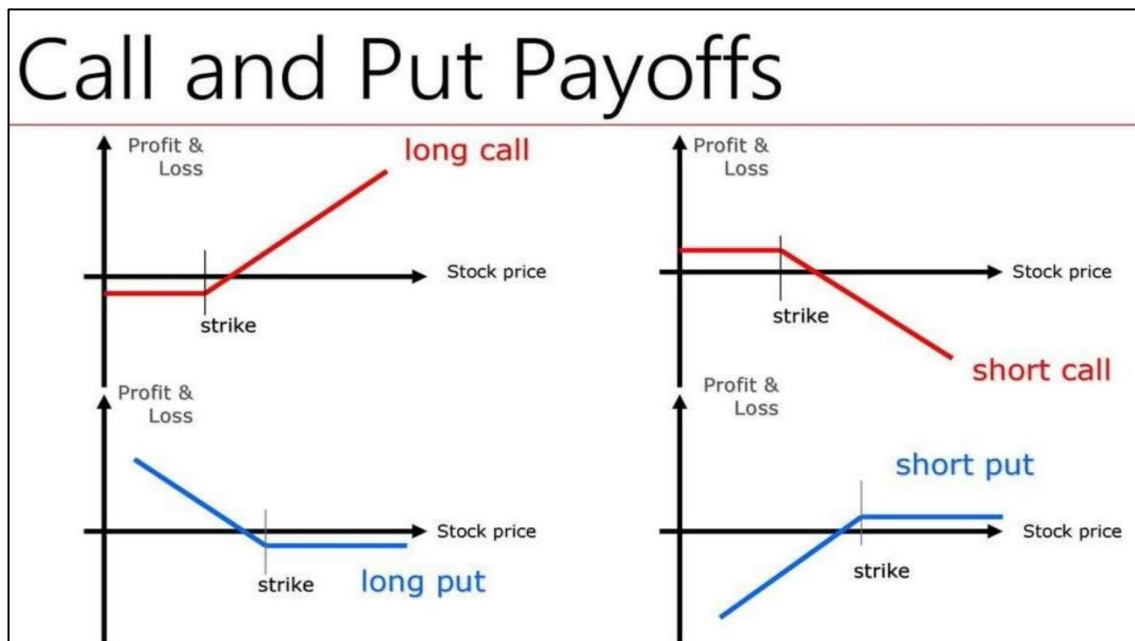 Call and Put Payoffs
Profit &
Loss
long call
Stock price
strike
Profit &
Loss
Stock price
strike
short call
Profit &
Loss
Stock price
strike
long put
Profit &
Loss
short put
Stock price
strike